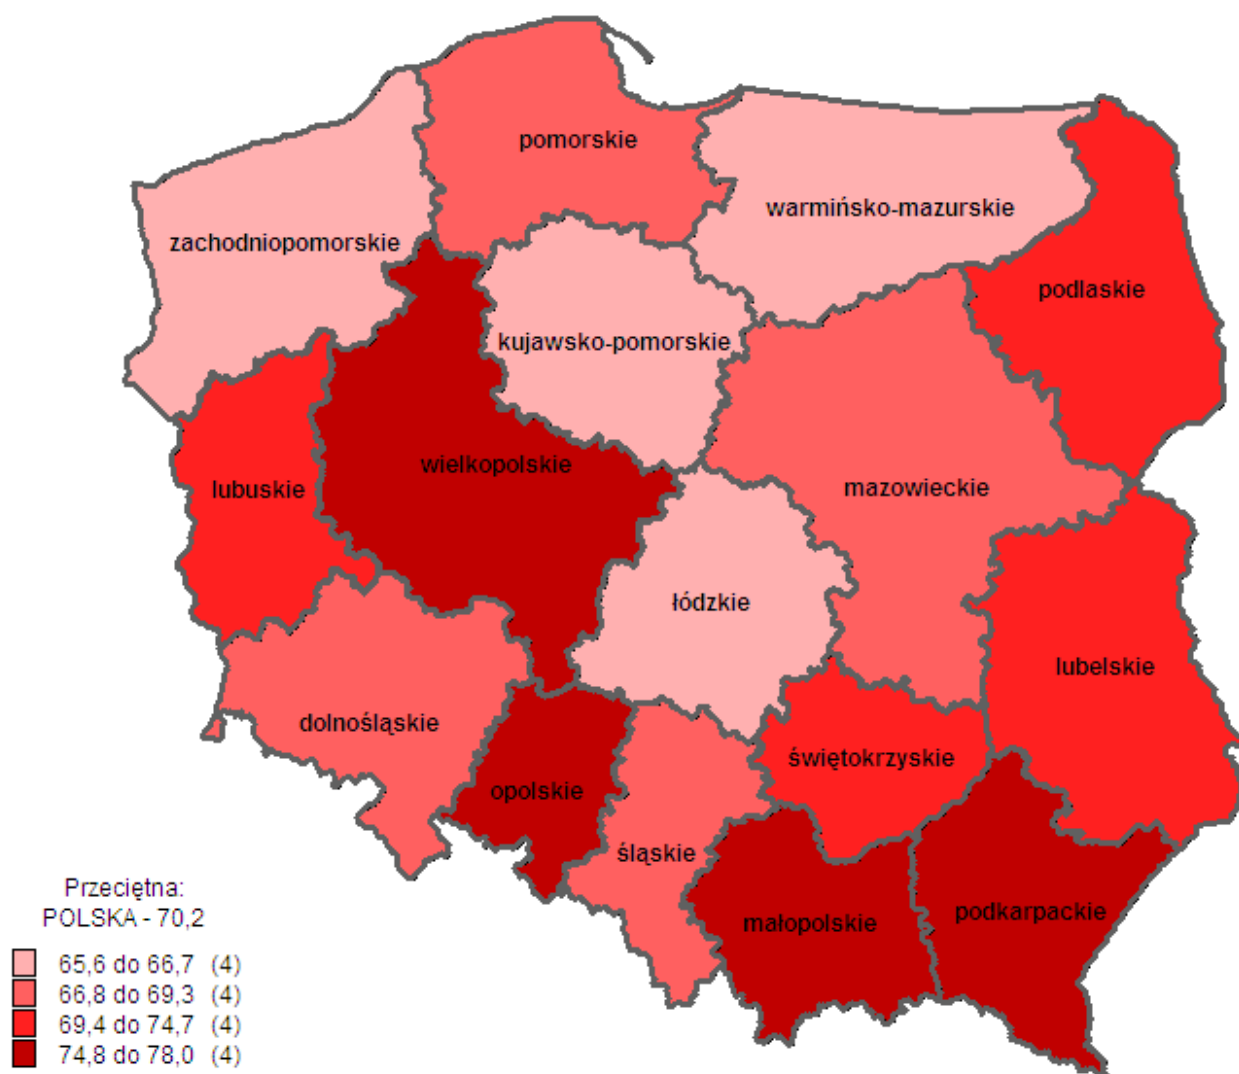 pomorskie
warmińsko-mazurskie
zachodniopomorskie
podlaskie
kujawsko-pomorskie
wielkopolskie
lubuskie
mazowieckie
łódzkie
lubelskie
dolnośląskie
świętokrzyskie
opolskie
śląskie
podkarpackie
małopolskie
Przeciętna:
POLSKA - 70,2
65,6 do 66,7 (4)
66,8 do 69,3 (4)
69,4 do 74,7 (4)
74,8 do 78,0 (4)